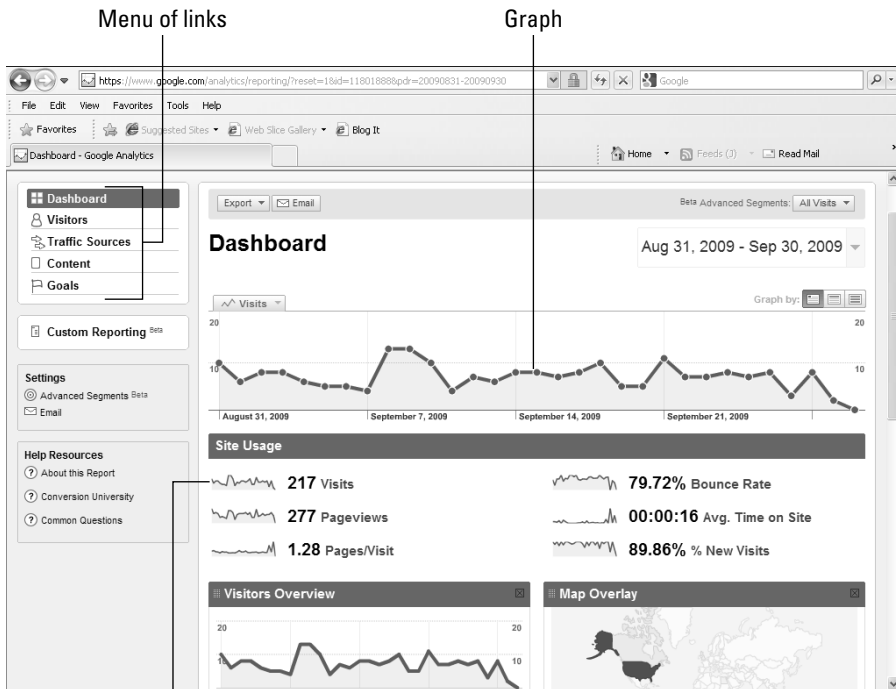 Menu of links
Graph
https://www.google.com/analytics/reporting/?reset=1&id=11801888&pdr=20090831-20090930
Google
File Edit View Favorites Tools Help
Favorites Suggested Sites Web Slice Gallery Blog It
Dashboard - Google Analytics
Home Feeds (J) Read Mail
Dashboard
Visitors
Traffic Sources
Content
Goals
Custom Reporting Beta
Settings
Advanced Segments Beta
Email
Help Resources
About this Report
Conversion University
Common Questions
Export Email
Beta Advanced Segments: All Visits
Dashboard
Aug 31, 2009 - Sep 30, 2009
Visits
Graph by:
20 20
10 10
August 31, 2009 September 7, 2009 September 14, 2009 September 21, 2009
Site Usage
217 Visits
79.72% Bounce Rate
277 Pageviews
00:00:16 Avg. Time on Site
1.28 Pages/Visit
89.86% % New Visits
Visitors Overview
Map Overlay
20 20
10 10